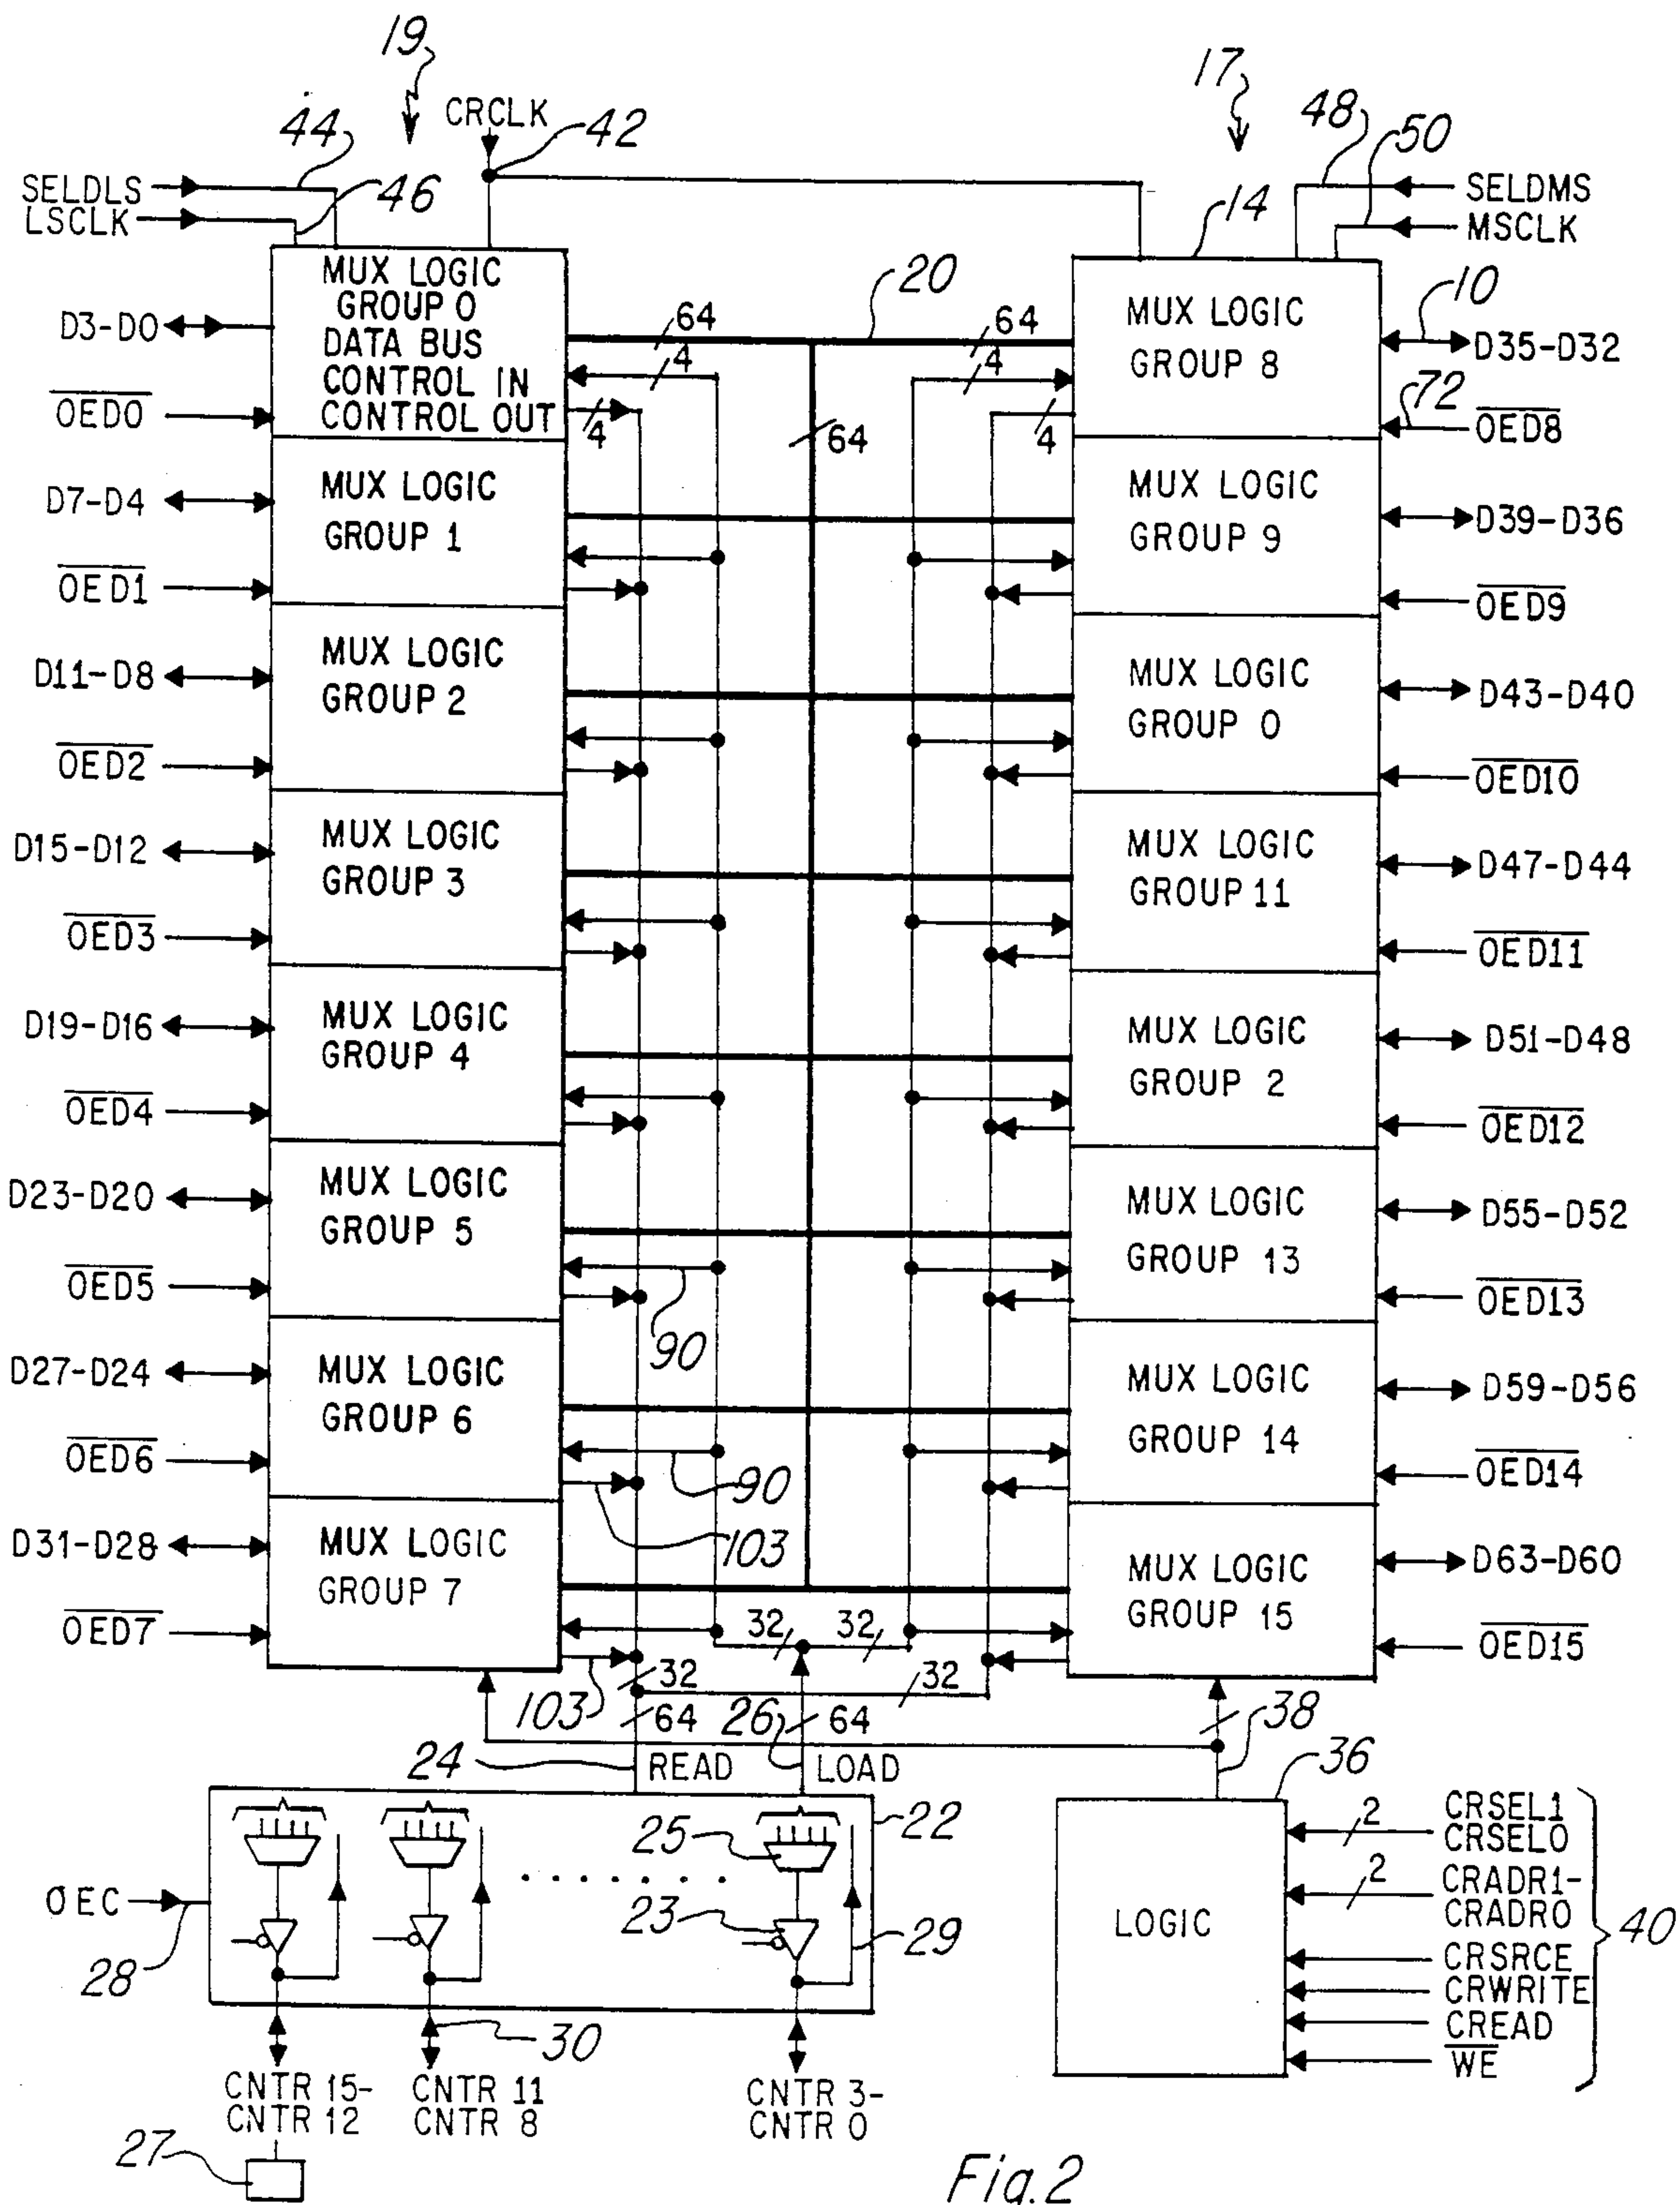 19
17
CRCLK
42
44
46
48
50
SELDLS
LSCLK
SELDMS
MSCLK
14
20
10
72
MUX LOGIC
GROUP 0
DATA BUS
CONTROL IN
CONTROL OUT
64
64
4
4
4
4
64
MUX LOGIC
GROUP 8
D3-D0
D35-D32
OED0
OED8
D7-D4
MUX LOGIC
GROUP 1
MUX LOGIC
GROUP 9
D39-D36
OED1
OED9
D11-D8
MUX LOGIC
GROUP 2
MUX LOGIC
GROUP 0
D43-D40
OED2
OED10
D15-D12
MUX LOGIC
GROUP 3
MUX LOGIC
GROUP 11
D47-D44
OED3
OED11
D19-D16
MUX LOGIC
GROUP 4
MUX LOGIC
GROUP 2
D51-D48
OED4
OED12
D23-D20
MUX LOGIC
GROUP 5
MUX LOGIC
GROUP 13
D55-D52
OED5
90
OED13
D27-D24
MUX LOGIC
GROUP 6
MUX LOGIC
GROUP 14
D59-D56
OED6
90
103
OED14
D31-D28
MUX LOGIC
GROUP 7
MUX LOGIC
GROUP 15
D63-D60
OED7
32
32
OED15
103
32
32
64
26
64
38
24
READ
LOAD
36
22
25
23
29
OEC
28
30
CNTR 15-
CNTR 12
CNTR 11
CNTR 8
CNTR 3-
CNTR 0
27
LOGIC
2
CRSEL1
CRSEL0
2
CRADR1-
CRADR0
CRSRCE
CRWRITE
CREAD
WE
40
Fig.2